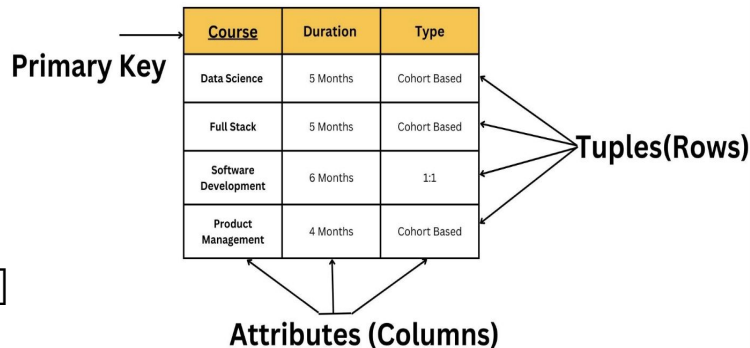 Course Duration Type
Primary Key
Data Science 5 Months Cohort Based
Full Stack 5 Months Cohort Based
Tuples(Rows)
Software
Development 6 Months 1:1
Product
Management 4 Months Cohort Based
]
Attributes (Columns)